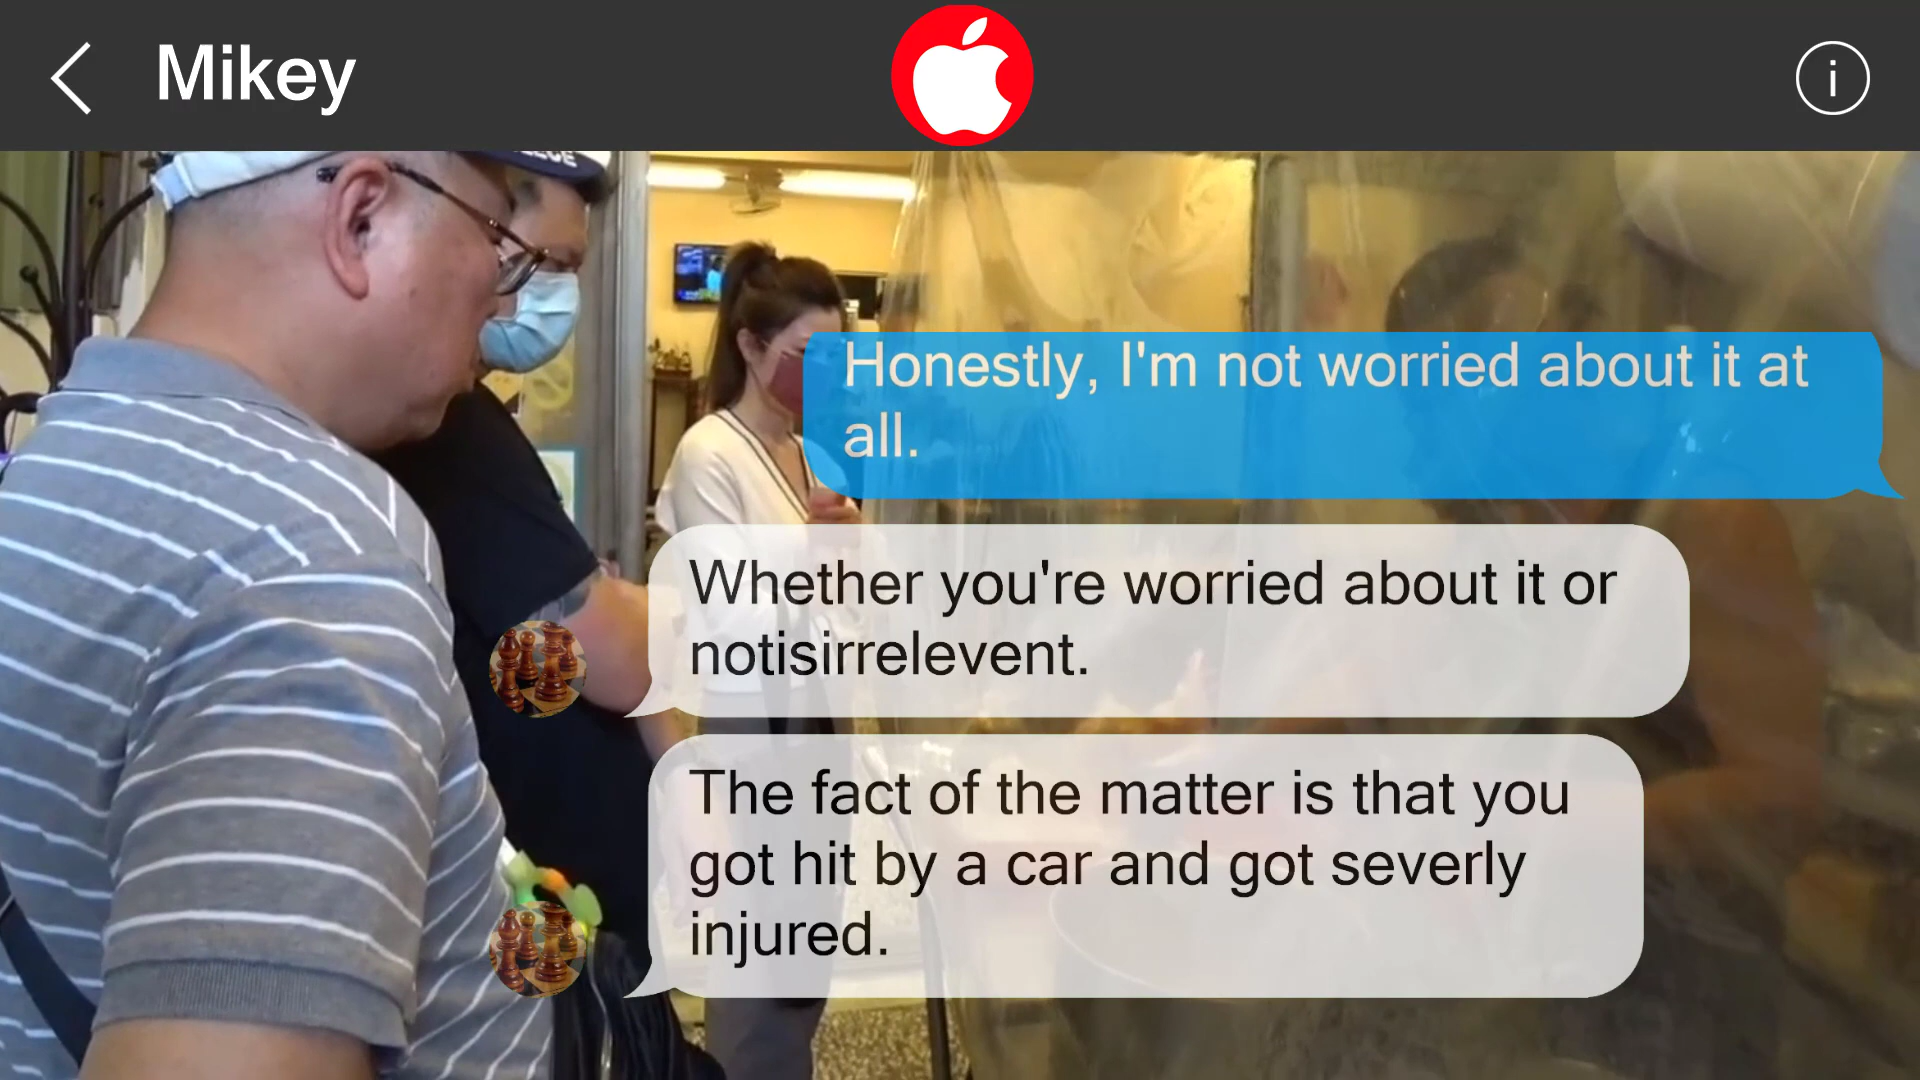 Mikey
i
Honestly, I'm not worried about it at
all.
Whether you're worried about it or
notisirrelevent.
The fact of the matter is that you
got hit by a car and got severly
injured.